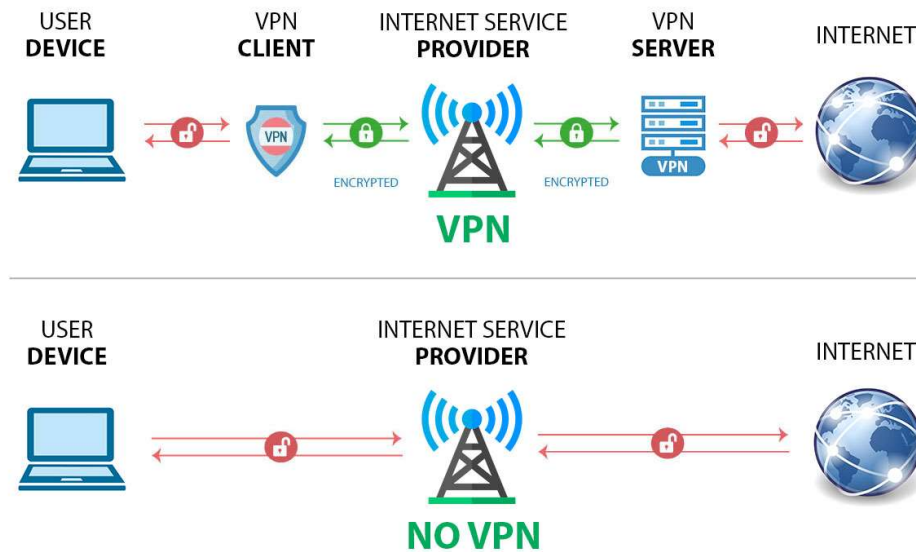 USER
DEVICE
VPN
CLIENT
INTERNET SERVICE
PROVIDER
VPN
SERVER
INTERNET
VPN
VPN
ENCRYPTED
ENCRYPTED
VPN
USER
DEVICE
INTERNET SERVICE
PROVIDER
INTERNET
NO VPN